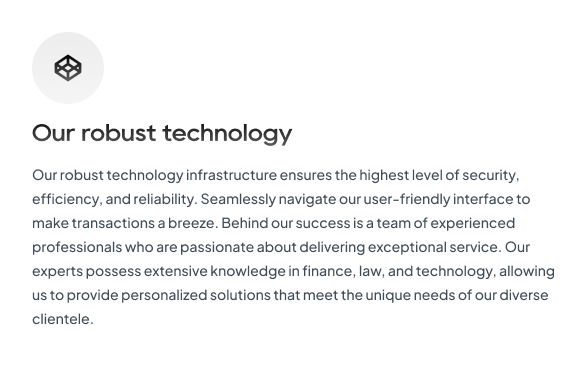 Our robust technology
Our robust technology infrastructure ensures the highest level of security,
efficiency, and reliability. Seamlessly navigate our user-friendly interface to
make transactions a breeze. Behind our success is a team of experienced
professionals who are passionate about delivering exceptional service. Our
experts possess extensive knowledge in finance, law, and technology, allowing
us to provide personalized solutions that meet the unique needs of our diverse
clientele.